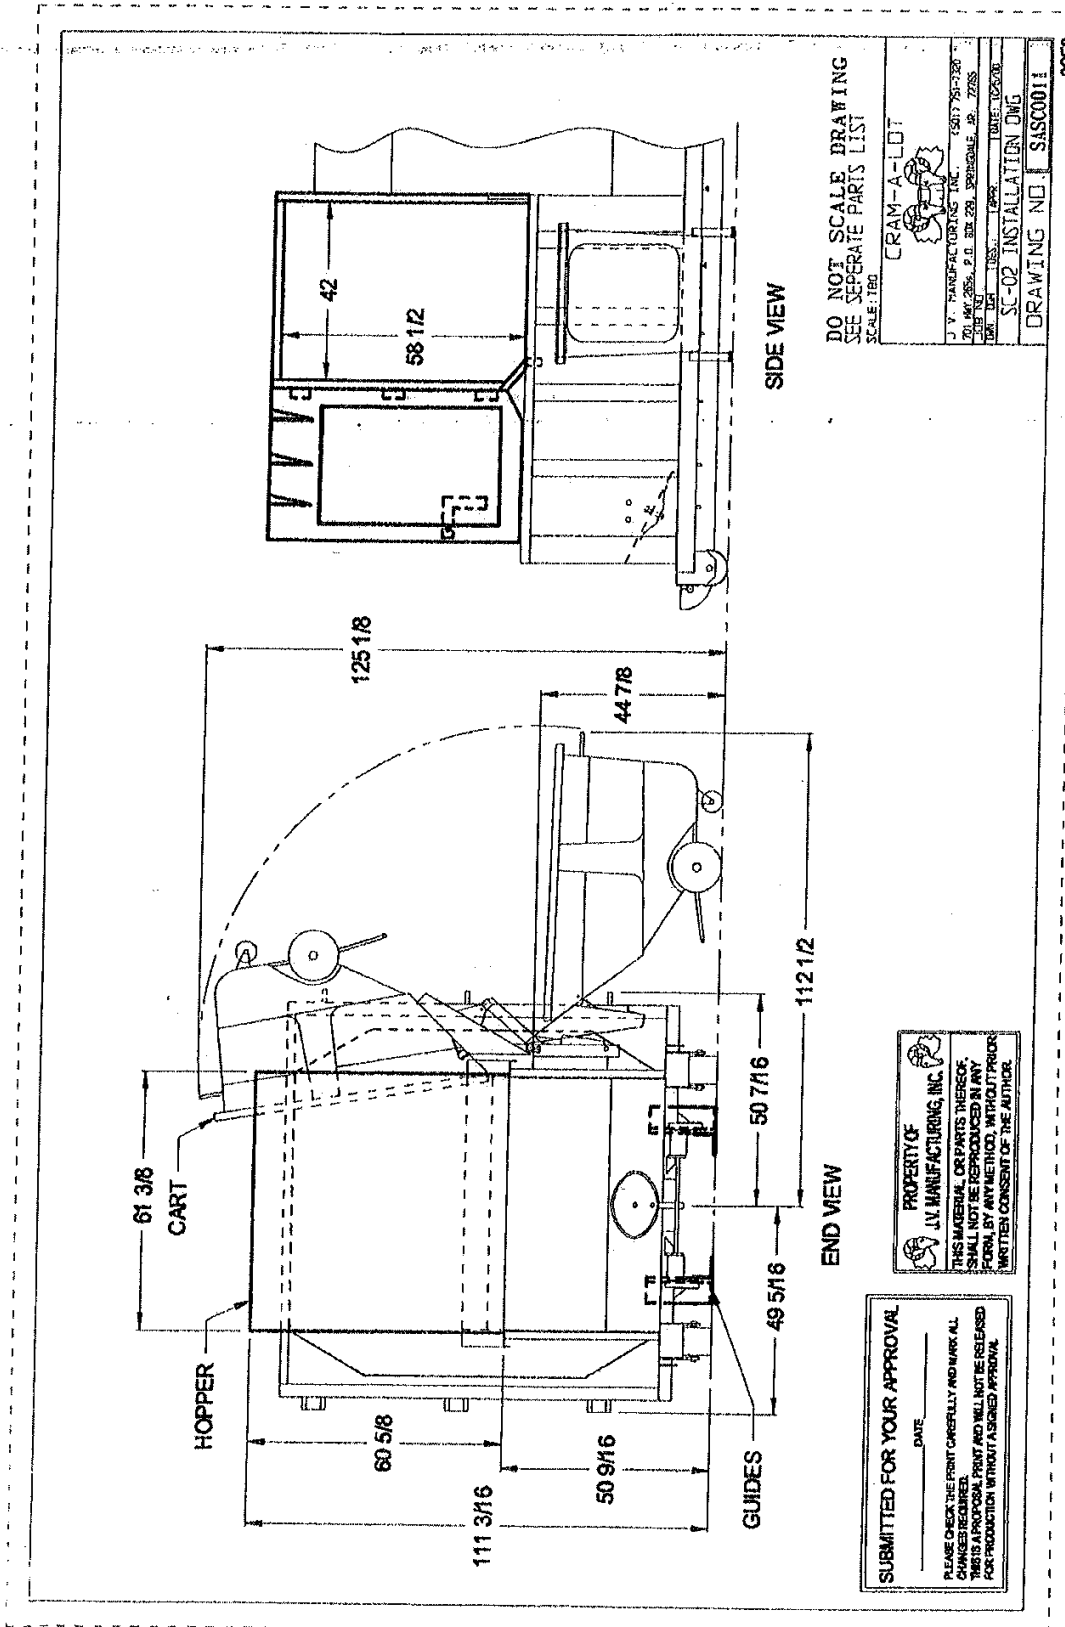 HOPPER
CART
61 3/8
125 1/8
60 5/8
50 9/16
111 3/16
GUIDES
49 5/16
50 7/16
112 1/2
44 7/8
END VIEW
42
58 1/2
SIDE VIEW
DO NOT SCALE DRAWING
SEE SEPERATE PARTS LIST
SCALE: TBD
CRAM-A-LOT
J. V. MANUFACTURING INC.
SC-02 INSTALLATION DWG
DRAWING NO. SASC0011
PROPERTY OF
J.V. MANUFACTURING, INC.
THIS MATERIAL, OR PARTS THEREOF,
SHALL NOT BE REPRODUCED IN ANY
FORM, BY ANY METHOD, WITHOUT PRIOR
WRITTEN CONSENT OF THE AUTHOR.
SUBMITTED FOR YOUR APPROVAL
DATE
PLEASE CHECK THE PRINT CAREFULLY AND MARK ALL
CHANGES REQUIRED.
THIS IS A PROPOSAL PRINT AND WILL NOT BE RELEASED
FOR PRODUCTION WITHOUT A SIGNED APPROVAL